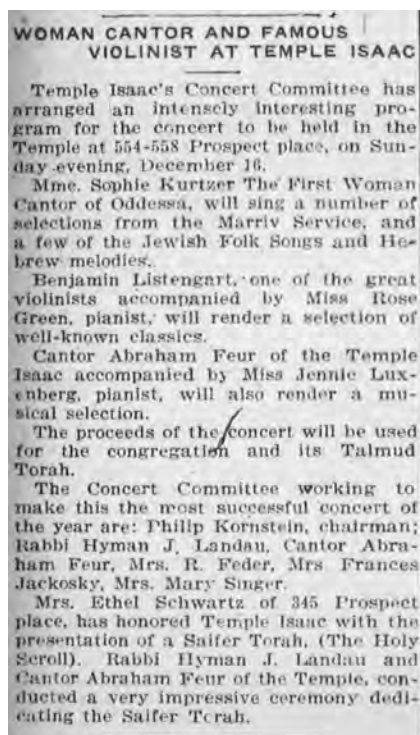 WOMAN CANTOR AND FAMOUS
VIOLINIST AT TEMPLE ISAAC
Temple Isaac's Concert Committee has
arranged an intensely interesting pro-
gram for the concert to be held in the
Temple at 554-558 Prospect place, on Sun-
day evening, December 16.
Mme. Sophie Kurtzer The First Woman
Cantor of Oddessa, will sing a number of
selections from the Marriv Service, and
a few of the Jewish Folk Songs and He-
brew melodies.
Benjamin Listengart, one of the great
violinists accompanied by Miss Rose
Green, pianist, will render a selection of
well-known classics.
Cantor Abraham Feur of the Temple
Isaac accompanied by Miss Jennie Lux-
enberg, pianist, will also render a mu-
sical selection.
The proceeds of the concert will be used
for the congregation and its Talmud
Torah.
The Concert Committee working to
make this the most successful concert of
the year are: Philip Kornstein, chairman;
Rabbi Hyman J. Landau, Cantor Abra-
ham Feur, Mrs. R. Feder, Mrs Frances
Jackosky, Mrs. Mary Singer.
Mrs. Ethel Schwartz of 345 Prospect
place, has honored Temple Isaac with the
presentation of a Saifer Torah, (The Holy
Scroll). Rabbi Hyman J. Landau and
Cantor Abraham Feur of the Temple, con-
ducted a very impressive ceremony dedi-
cating the Saifer Torah.